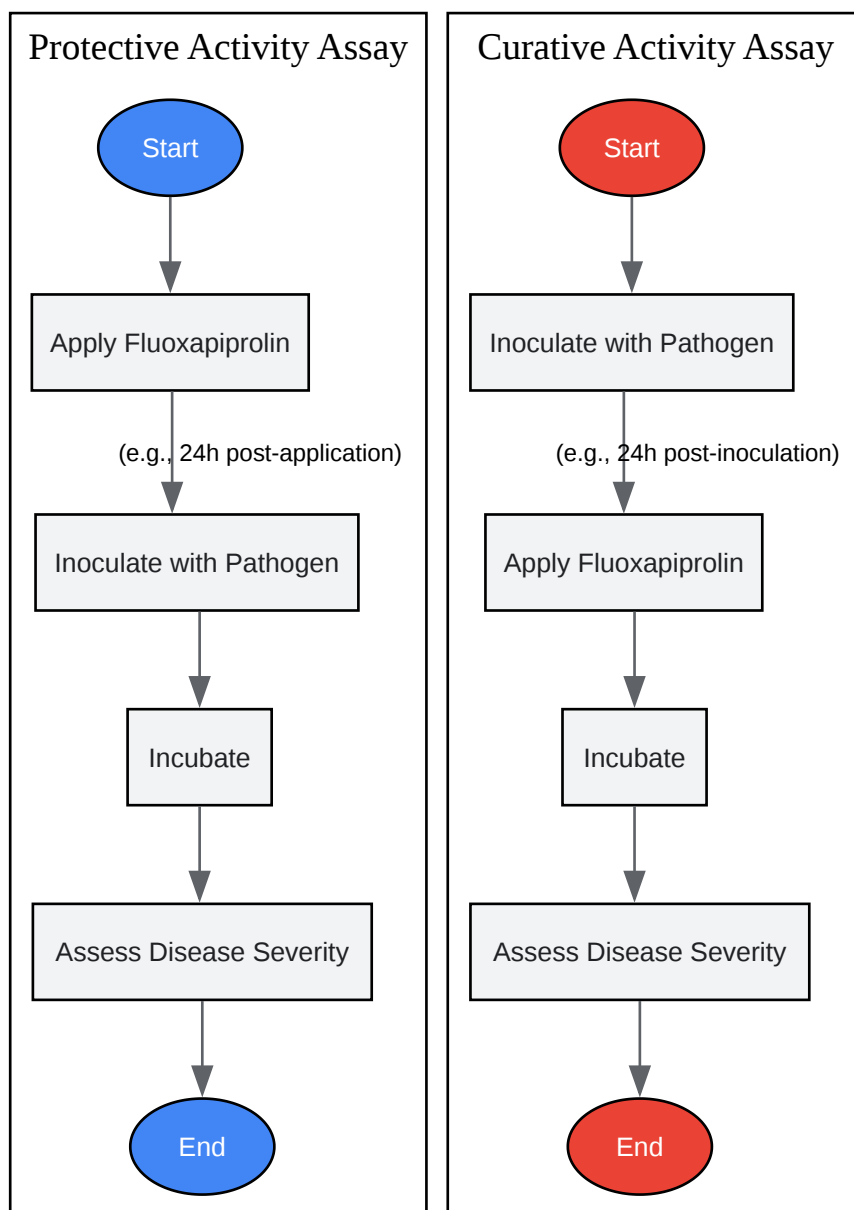 Protective Activity Assay
Start
Apply Fluoxapiprolin
(e.g., 24h post-application)
Inoculate with Pathogen
Incubate
Assess Disease Severity
End
Curative Activity Assay
Start
Inoculate with Pathogen
(e.g., 24h post-inoculation)
Apply Fluoxapiprolin
Incubate
Assess Disease Severity
End